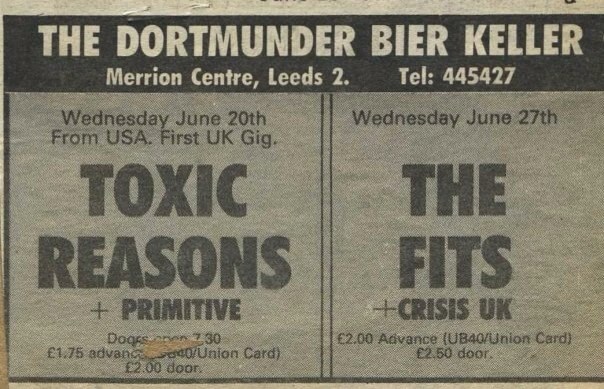 THE DORTMUNDER BIER KELLER
Merrion Centre, Leeds 2. Tel: 445427
Wednesday June 20th
From USA. First UK Gig.
TOXIC
REASONS
+ PRIMITIVE
Doors open 7.30
£1.75 advance UB40/Union Card)
£2.00 door.
Wednesday June 27th
THE
FITS
+CRISIS UK
£2.00 Advance (UB40/Union Card)
£2.50 door.